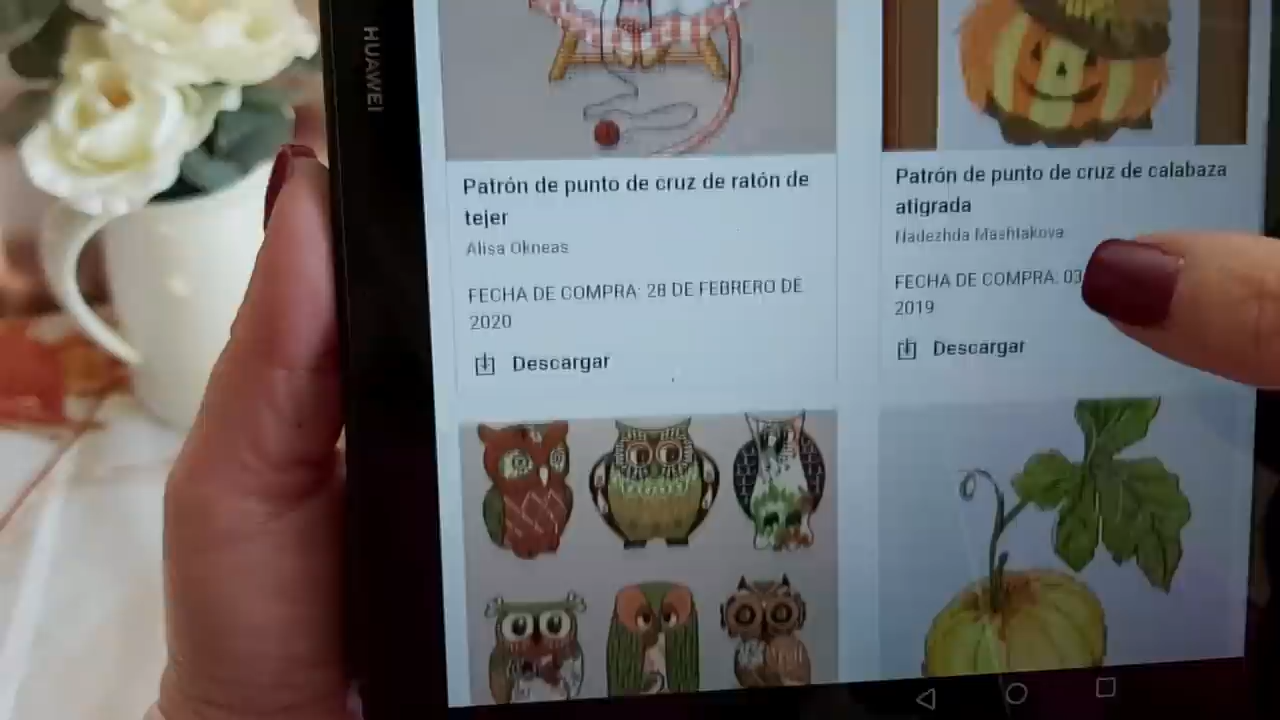 HUAWEI
Patrón de punto de cruz de ratón de
tejer
Alisa Okneas
FECHA DE COMPRA: 28 DE FEBRERO DE
2020
Descargar
Patrón de punto de cruz de calabaza
atigrada
Nadezhda Mashtakova
FECHA DE COMPRA: 03
2019
Descargar